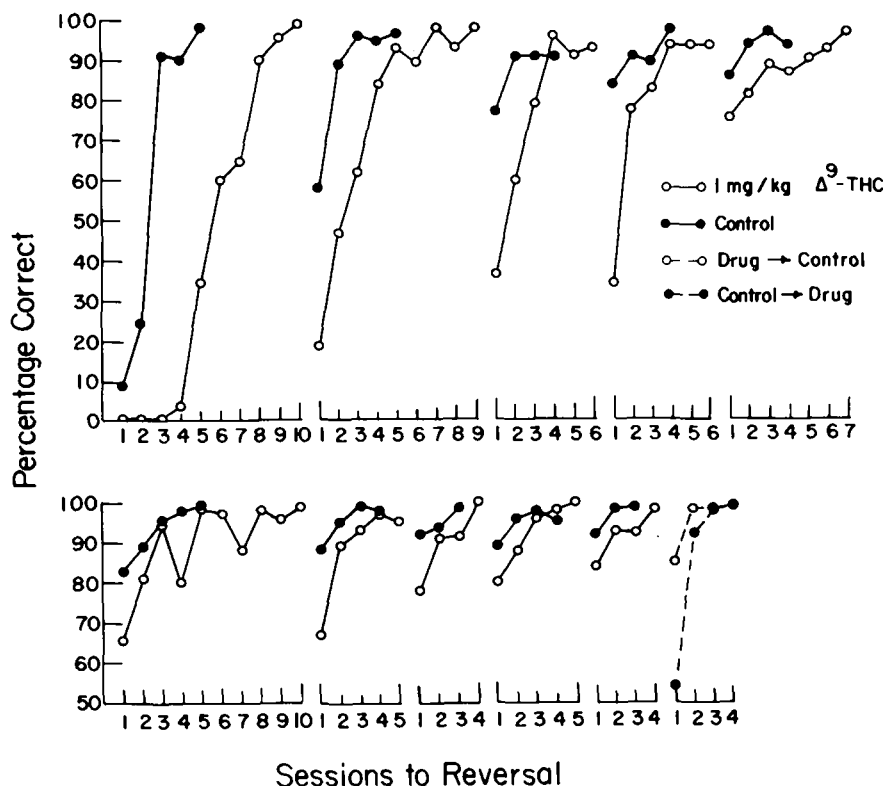 100
90
80
70
60
50
40
30
20
10
0
Percentage Correct
1 2 3 4 5 6 7 8 9 10
1 2 3 4 5 6 7 8 9
1 2 3 4 5 6
1 2 3 4 5 6
1 2 3 4 5 6 7
1 mg/kg Δ⁹-THC
Control
Drug → Control
Control → Drug
100
90
80
70
60
50
1 2 3 4 5 6 7 8 9 10
1 2 3 4 5
1 2 3 4
1 2 3 4 5
1 2 3 4
1 2 3 4
Sessions to Reversal